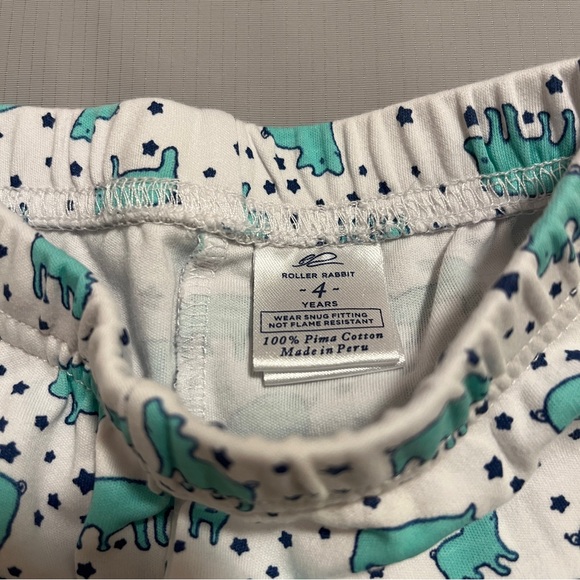 ROLLER RABBIT
- 4 -
YEARS
WEAR SNUG FITTING
NOT FLAME RESISTANT
100% Pima Cotton
Made in Peru